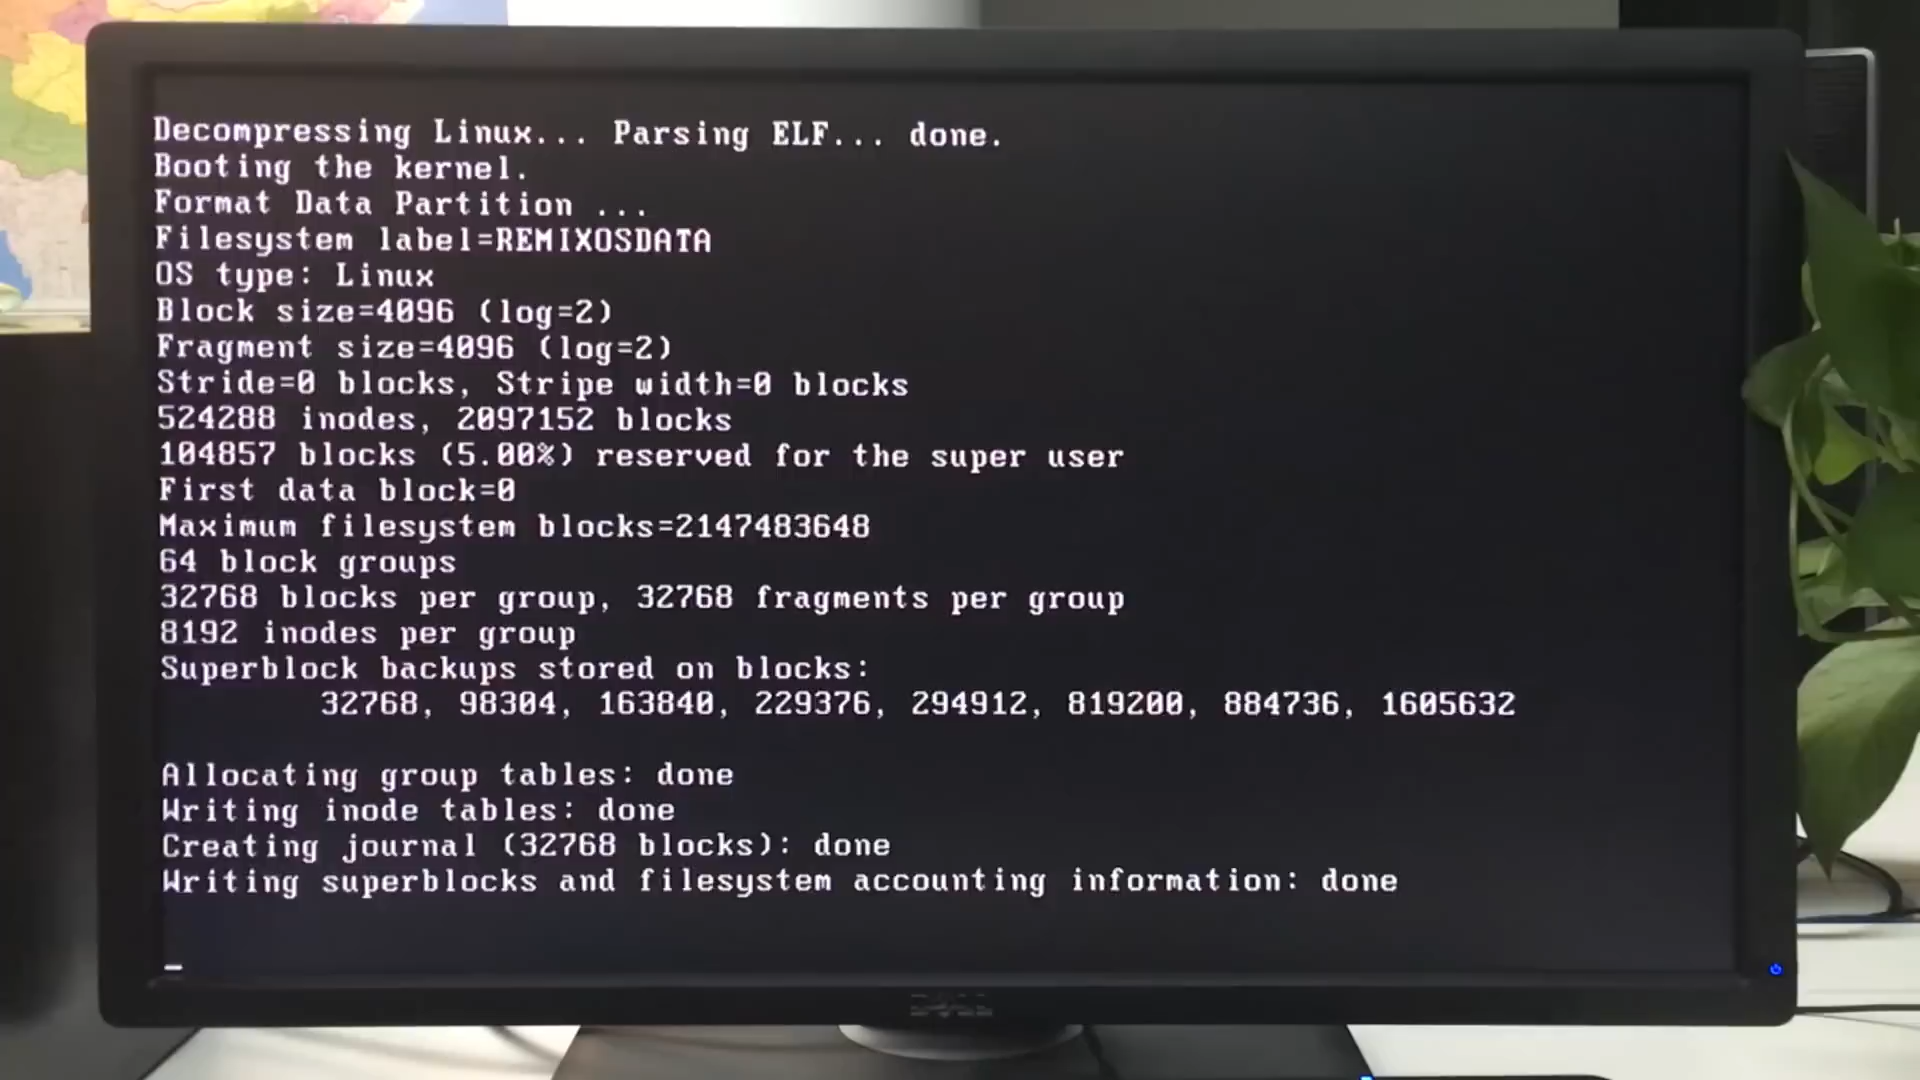 Decompressing Linux... Parsing ELF... done.
Booting the kernel.
Format Data Partition ...
Filesystem label=REMIXOSDATA
OS type: Linux
Block size=4096 (log=2)
Fragment size=4096 (log=2)
Stride=0 blocks, Stripe width=0 blocks
524288 inodes, 2097152 blocks
104857 blocks (5.00%) reserved for the super user
First data block=0
Maximum filesystem blocks=2147483648
64 block groups
32768 blocks per group, 32768 fragments per group
8192 inodes per group
Superblock backups stored on blocks:
32768, 98304, 163840, 229376, 294912, 819200, 884736, 1605632
Allocating group tables: done
Writing inode tables: done
Creating journal (32768 blocks): done
Writing superblocks and filesystem accounting information: done
_
DELL